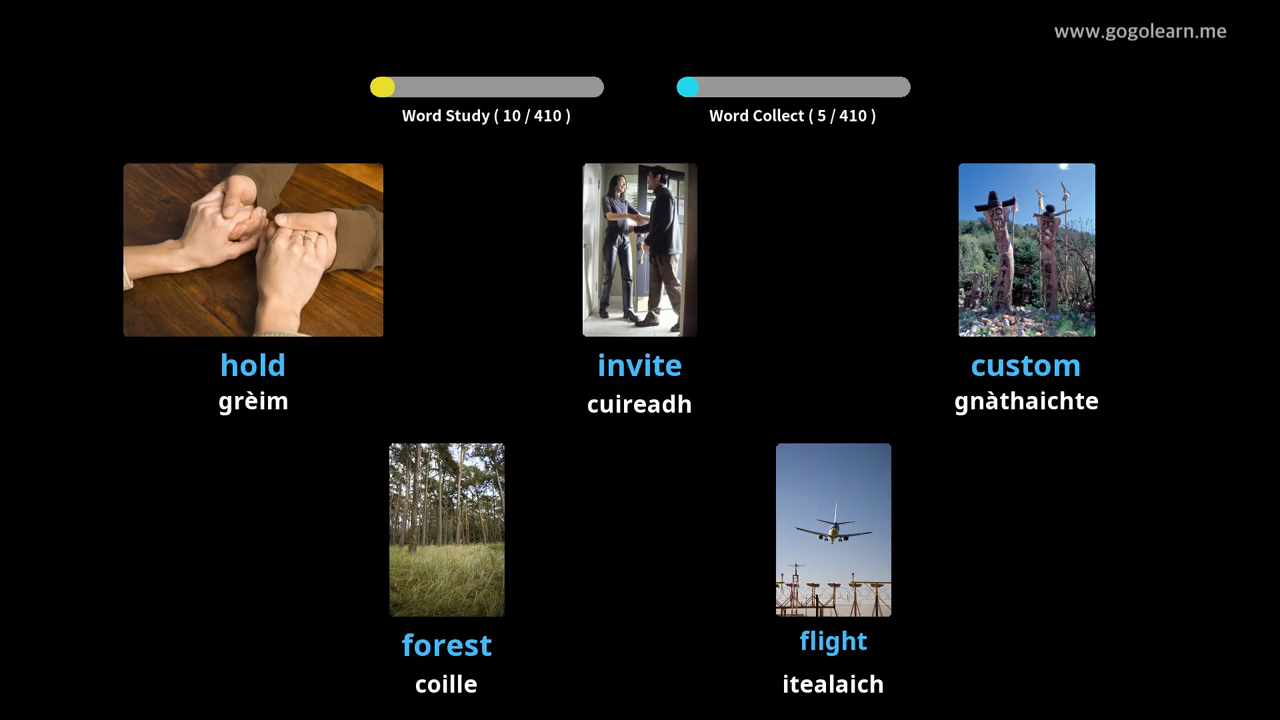 www.gogolearn.me
Word Study ( 10 / 410 )
Word Collect ( 5 / 410 )
hold
grèim
invite
cuireadh
custom
gnàthaichte
forest
coille
flight
itealaich